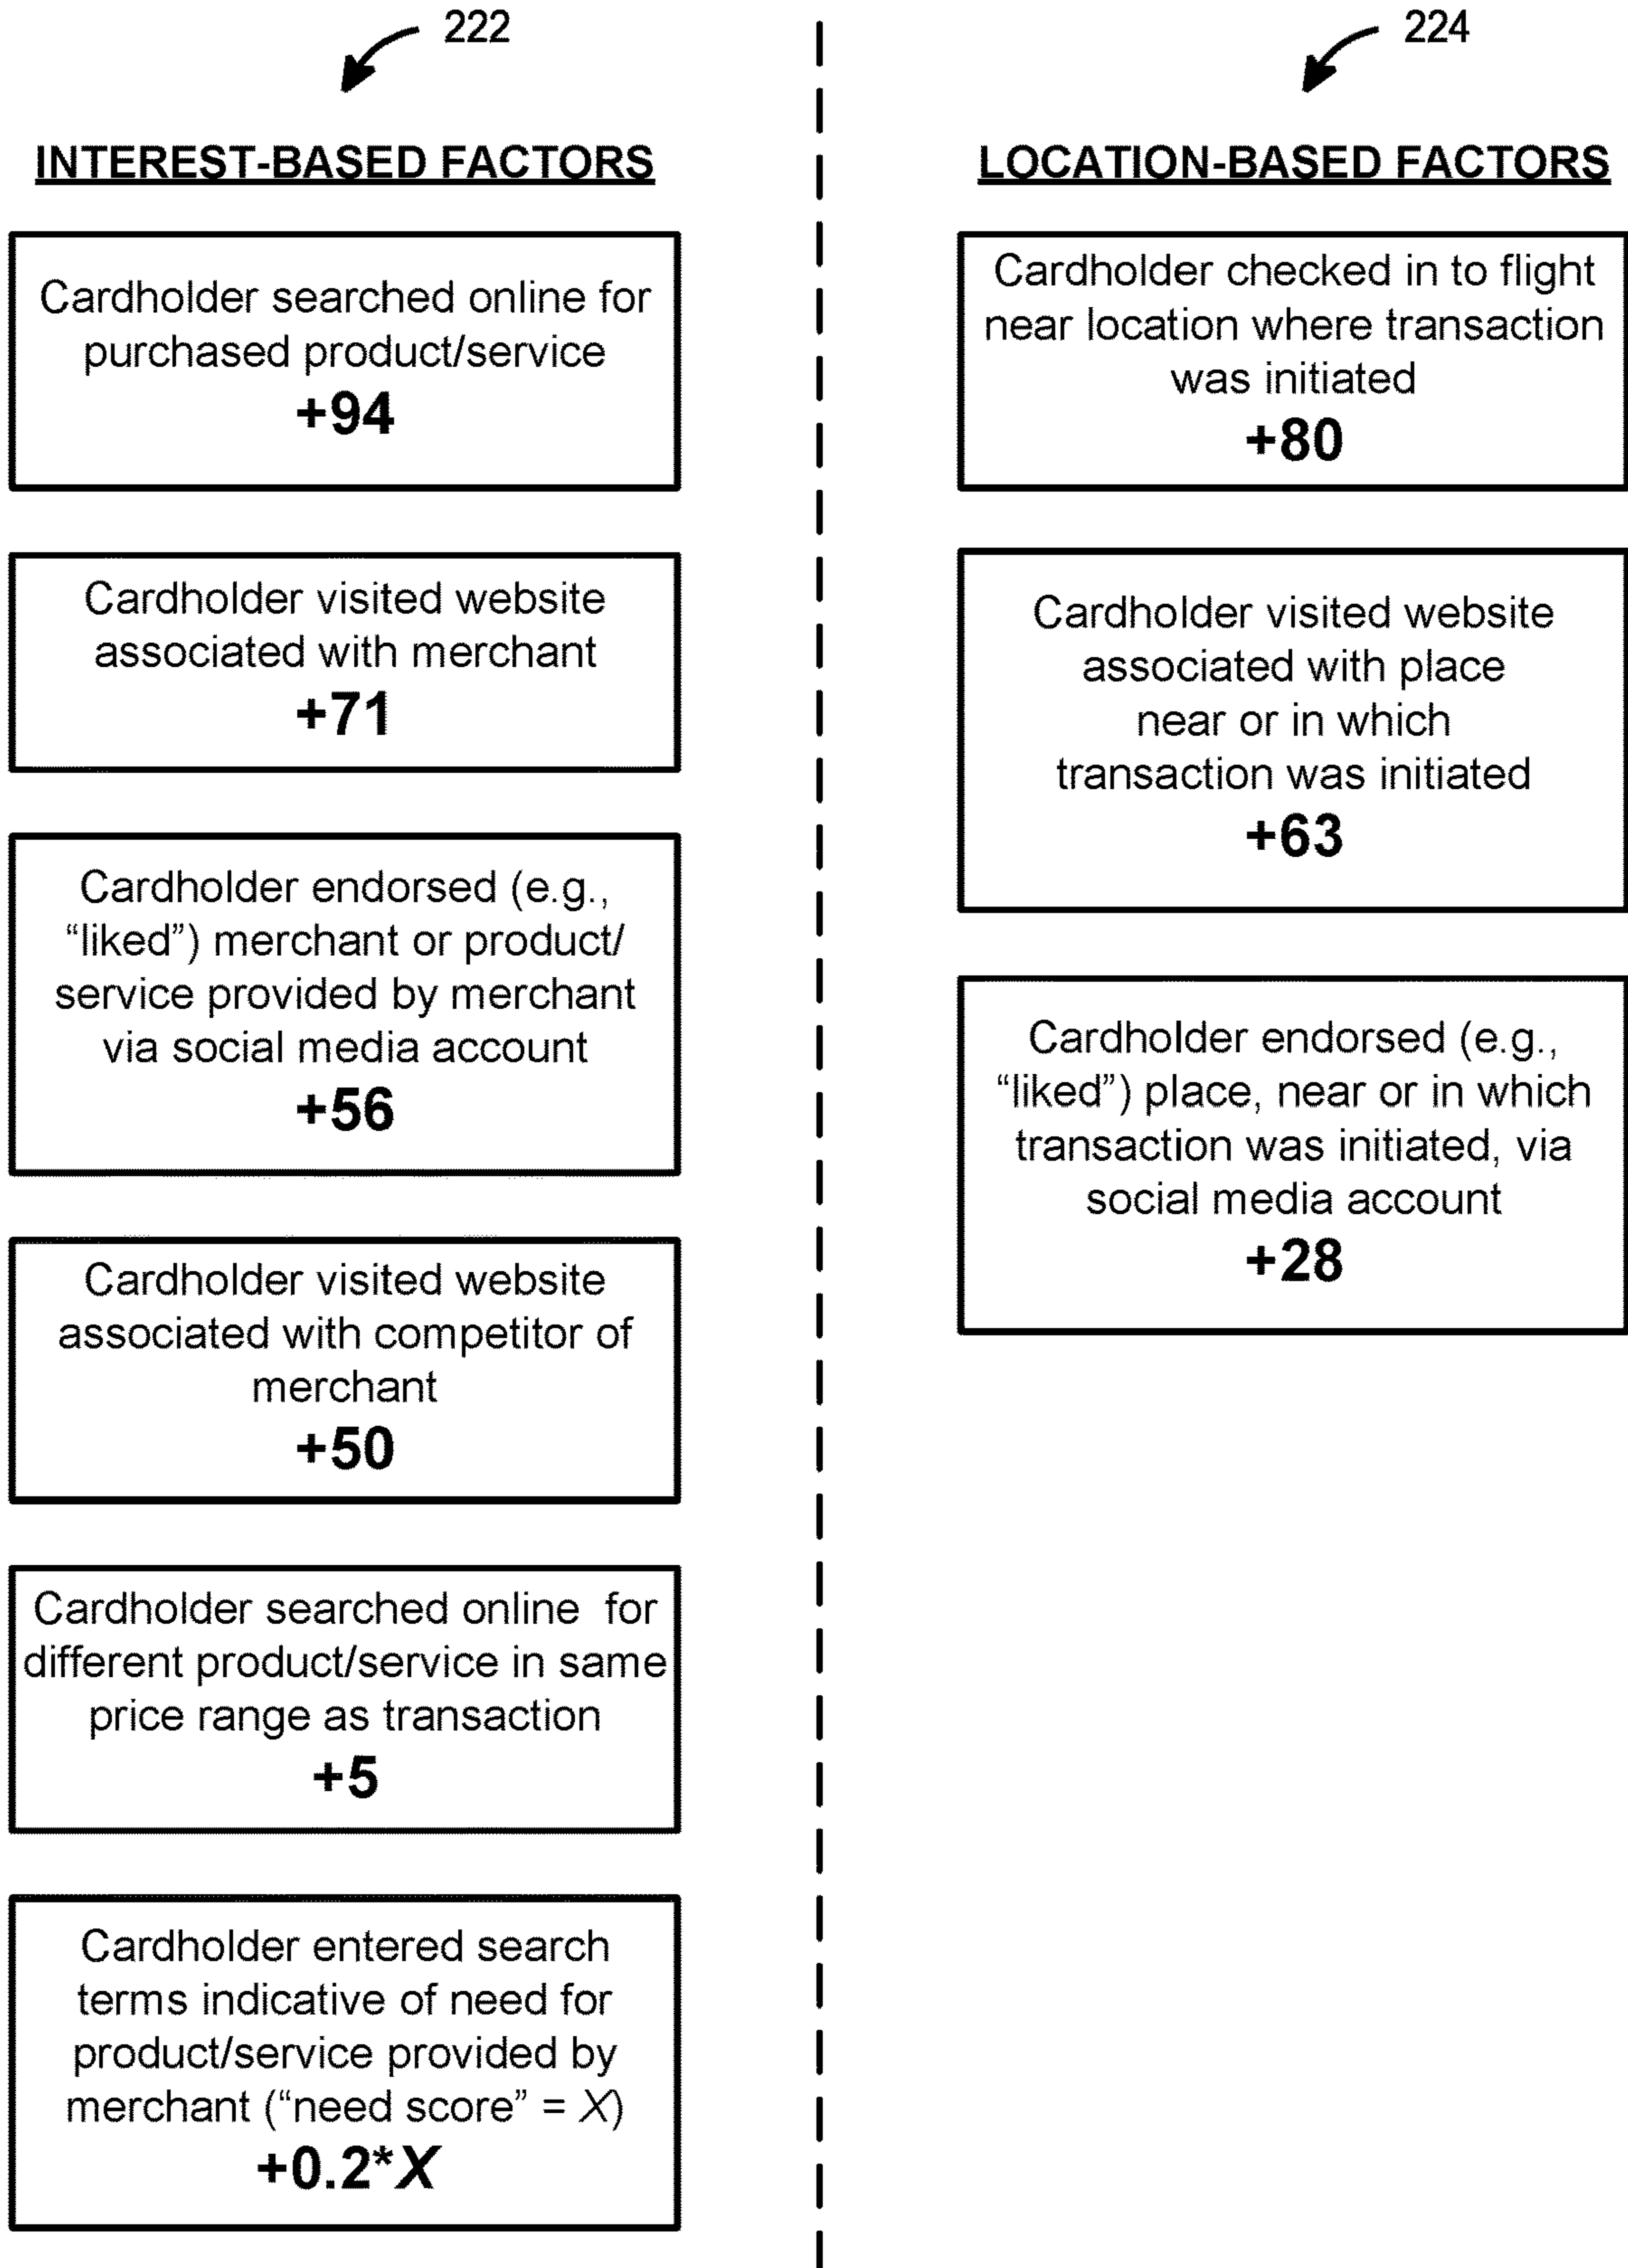 222
INTEREST-BASED FACTORS
Cardholder searched online for
purchased product/service
+94
Cardholder visited website
associated with merchant
+71
Cardholder endorsed (e.g.,
“liked”) merchant or product/
service provided by merchant
via social media account
+56
Cardholder visited website
associated with competitor of
merchant
+50
Cardholder searched online for
different product/service in same
price range as transaction
+5
Cardholder entered search
terms indicative of need for
product/service provided by
merchant (“need score” = X)
+0.2*X
224
LOCATION-BASED FACTORS
Cardholder checked in to flight
near location where transaction
was initiated
+80
Cardholder visited website
associated with place
near or in which
transaction was initiated
+63
Cardholder endorsed (e.g.,
“liked”) place, near or in which
transaction was initiated, via
social media account
+28